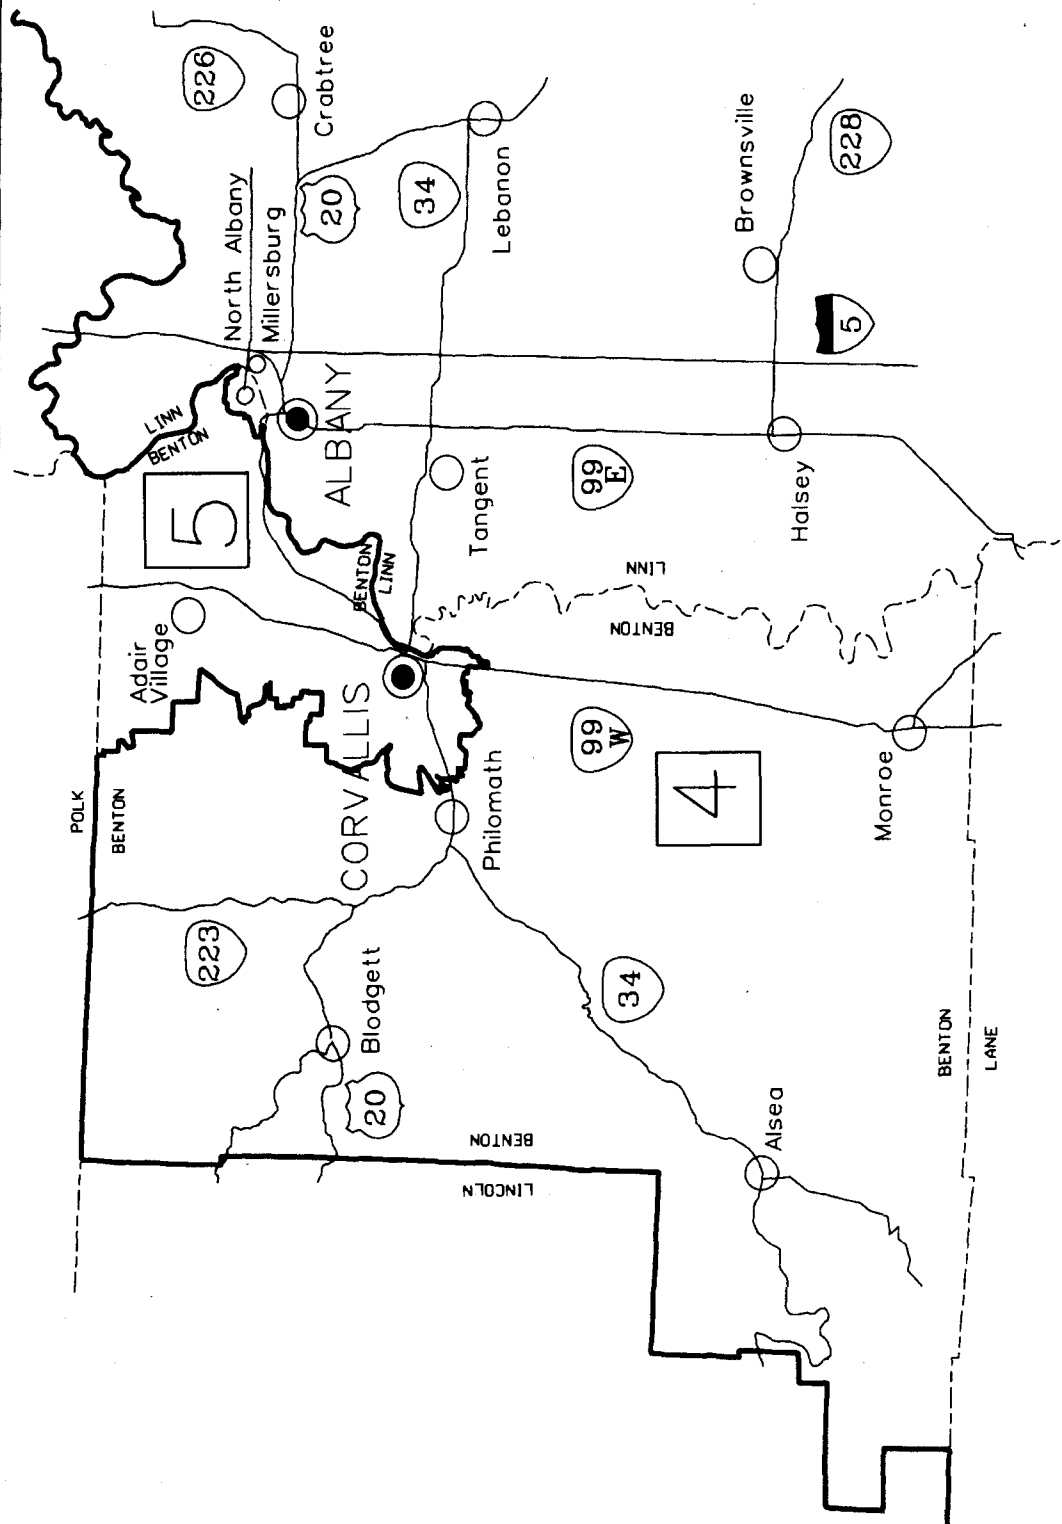 226
Crabtree
North Albany
Millersburg
20
34
Lebanon
Brownsville
228
5
LINN
BENTON
ALBANY
5
99
E
Tangent
Halsey
BENTON
LINN
LINN
BENTON
Adair
Village
CORVALLIS
99
W
4
Monroe
Philomath
POLK
BENTON
223
Blodgett
20
34
BENTON
LANE
BENTON
LINCOLN
Alsea